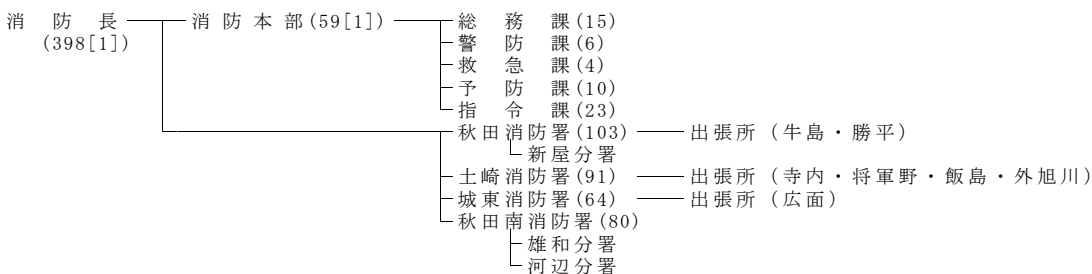 消防長 消防本部(59[1]) 総務課(15)
(398[1]) 警防課(6)
救急課(4)
予防課(10)
指令課(23)
秋田消防署(103) 出張所(牛島・勝平)
新屋分署
土崎消防署(91) 出張所(寺内・将軍野・飯島・外旭川)
城東消防署(64) 出張所(広面)
秋田南消防署(80)
雄和分署
河辺分署